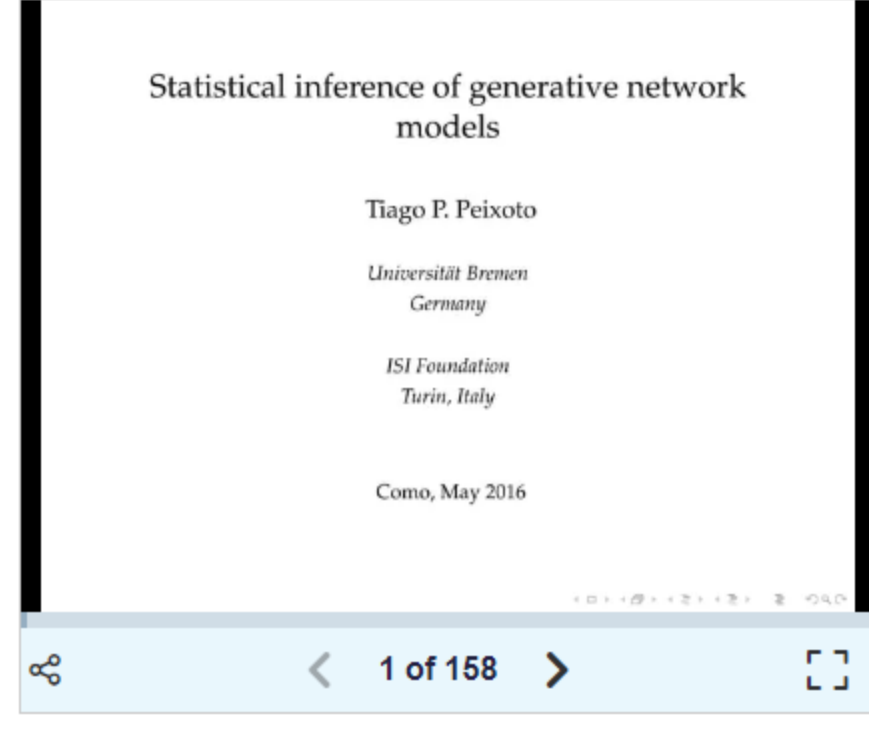 Statistical inference of generative network
models
Tiago P. Peixoto
Universität Bremen
Germany
ISI Foundation
Turin, Italy
Como, May 2016
1 of 158